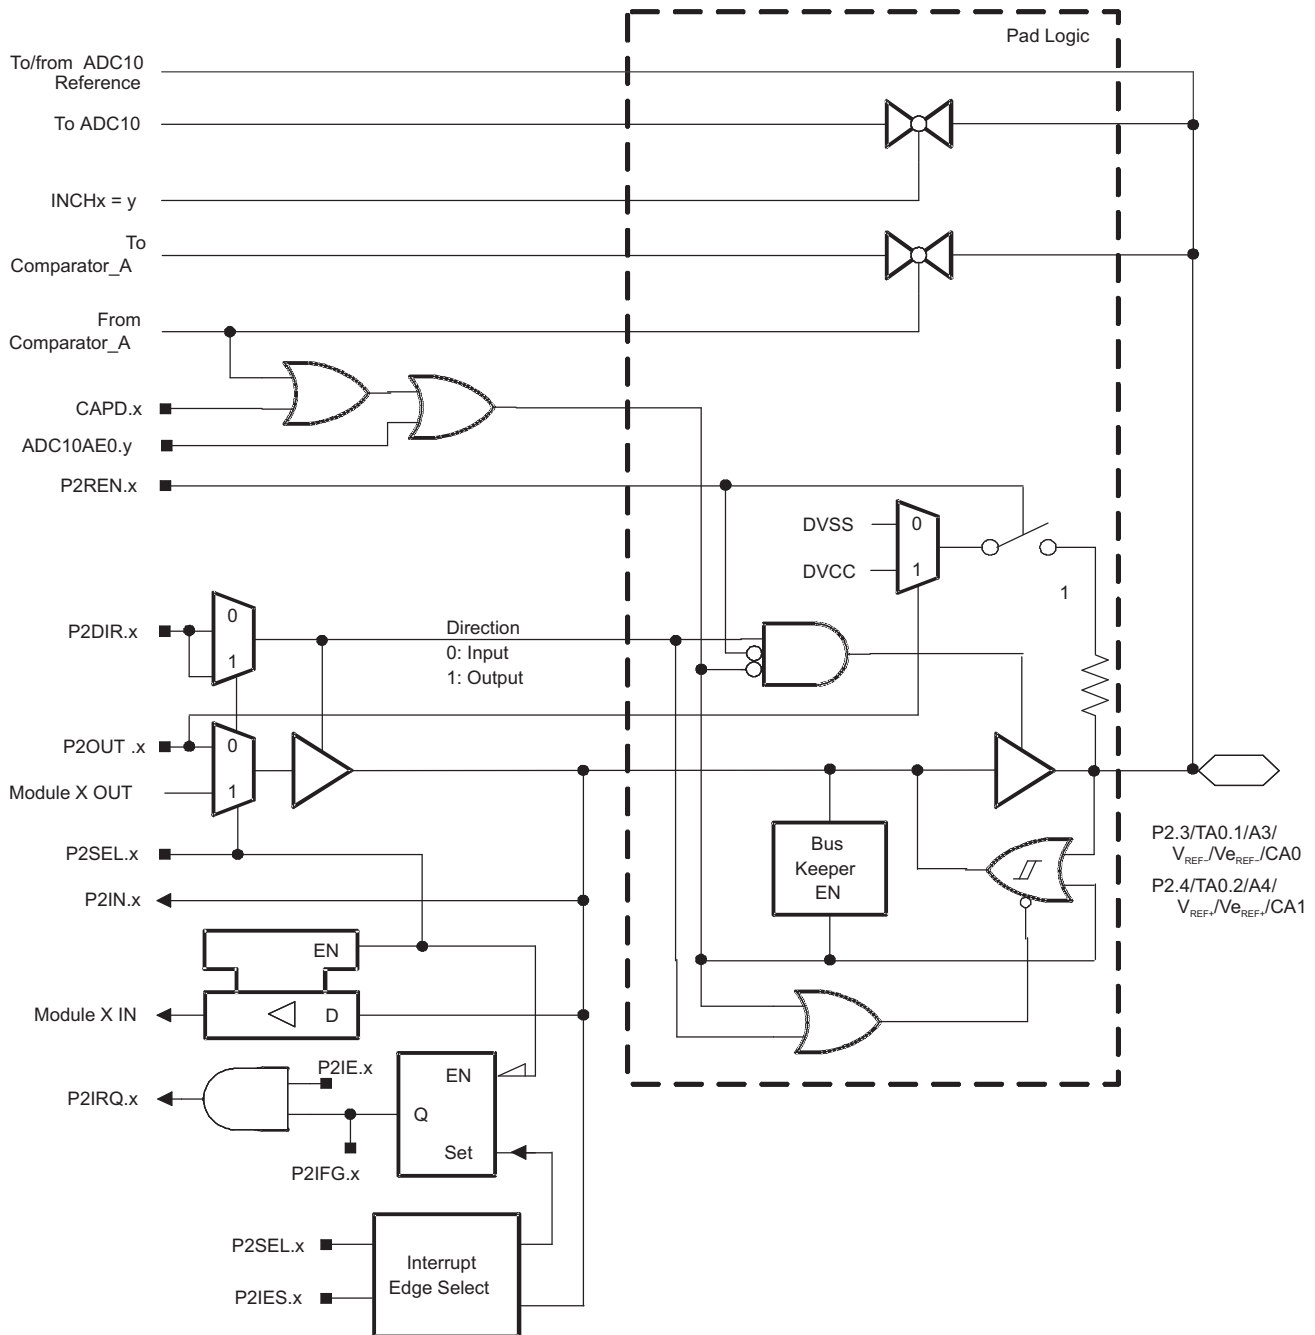 Pad Logic
To/from ADC10
Reference
To ADC10
INCHx = y
To
Comparator_A
From
Comparator_A
CAPD.x
ADC10AE0.y
P2REN.x
DVSS
0
DVCC
1
1
P2DIR.x
0
1
Direction
0: Input
1: Output
P2OUT .x
0
Module X OUT
1
P2SEL.x
P2IN.x
Bus
Keeper
EN
P2.3/TA0.1/A3/
VREF-/VeREF-/CA0
P2.4/TA0.2/A4/
VREF+/VeREF+/CA1
EN
Module X IN
D
P2IE.x
P2IRQ.x
EN
Q
Set
P2IFG.x
P2SEL.x
P2IES.x
Interrupt
Edge Select